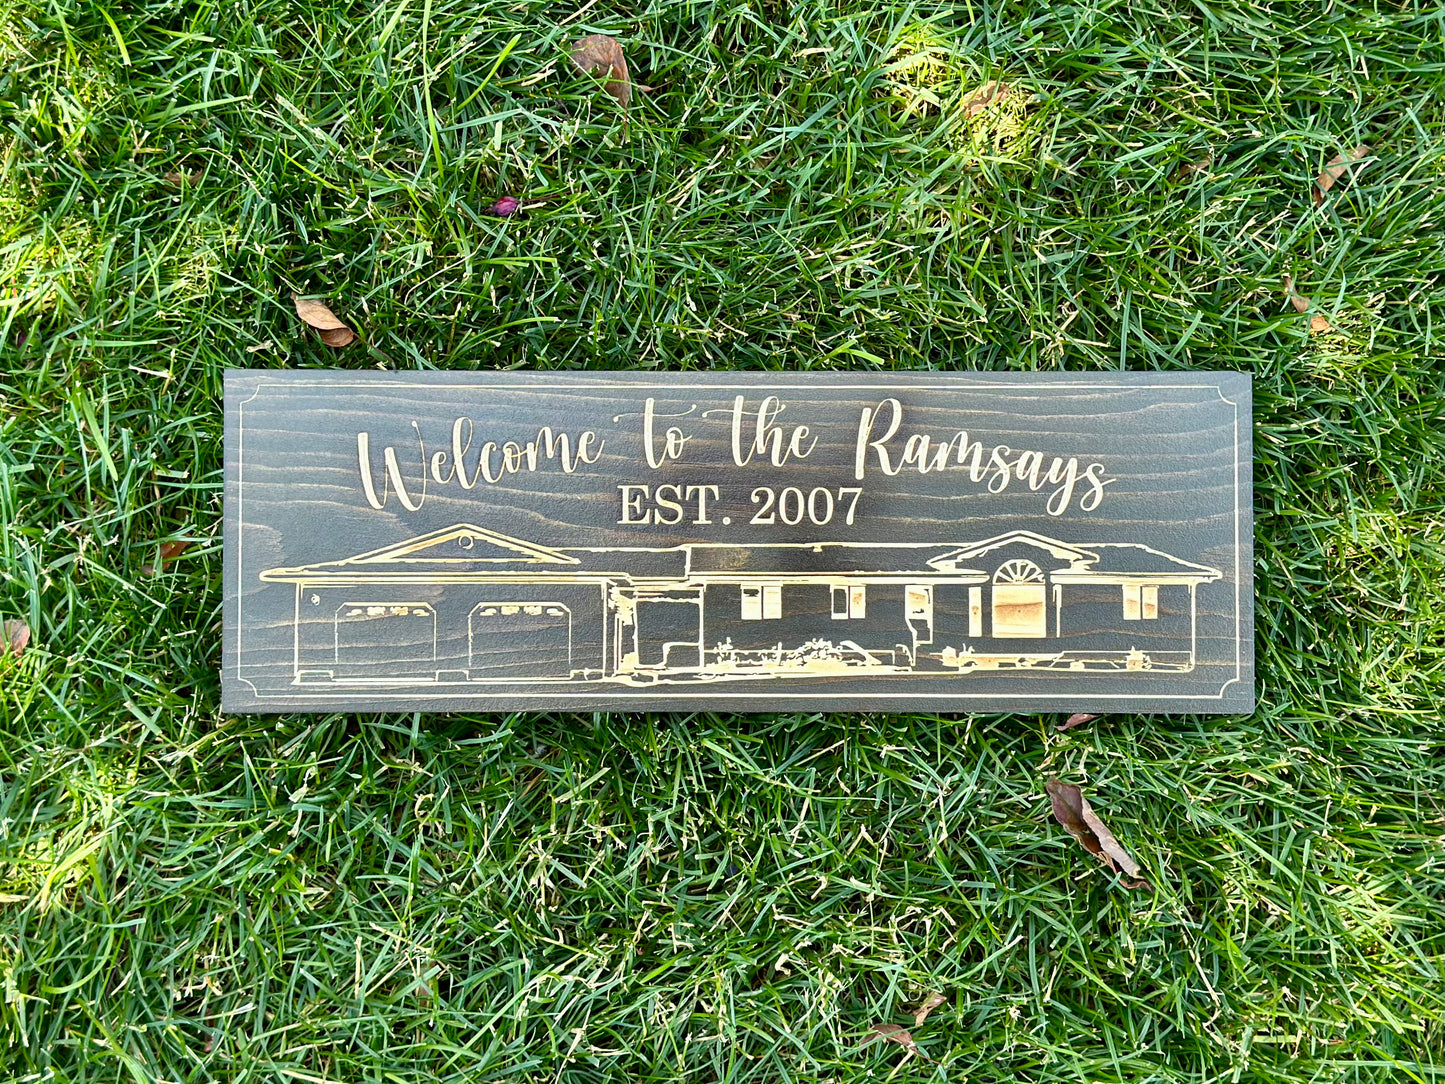 Welcome to the Ramsays
EST. 2007